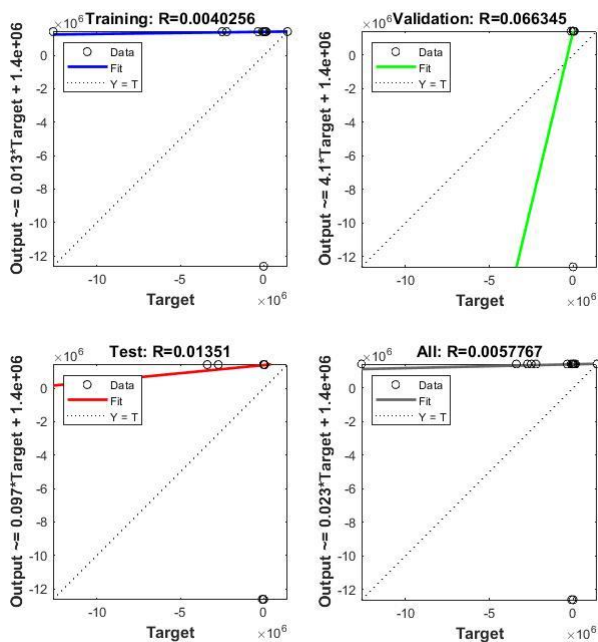 Training: R=0.0040256
×10^6
Output ~= 0.013*Target + 1.4e+06
0
-2
-4
-6
-8
-10
-12
Data
Fit
Y = T
-10
-5
0
×10^6
Target
Validation: R=0.066345
×10^6
Output ~= 4.1*Target + 1.4e+06
0
-2
-4
-6
-8
-10
-12
Data
Fit
Y = T
-10
-5
0
×10^6
Target
Test: R=0.01351
×10^6
Output ~= 0.097*Target + 1.4e+06
0
-2
-4
-6
-8
-10
-12
Data
Fit
Y = T
-10
-5
0
×10^6
Target
All: R=0.0057767
×10^6
Output ~= 0.023*Target + 1.4e+06
0
-2
-4
-6
-8
-10
-12
Data
Fit
Y = T
-10
-5
0
×10^6
Target